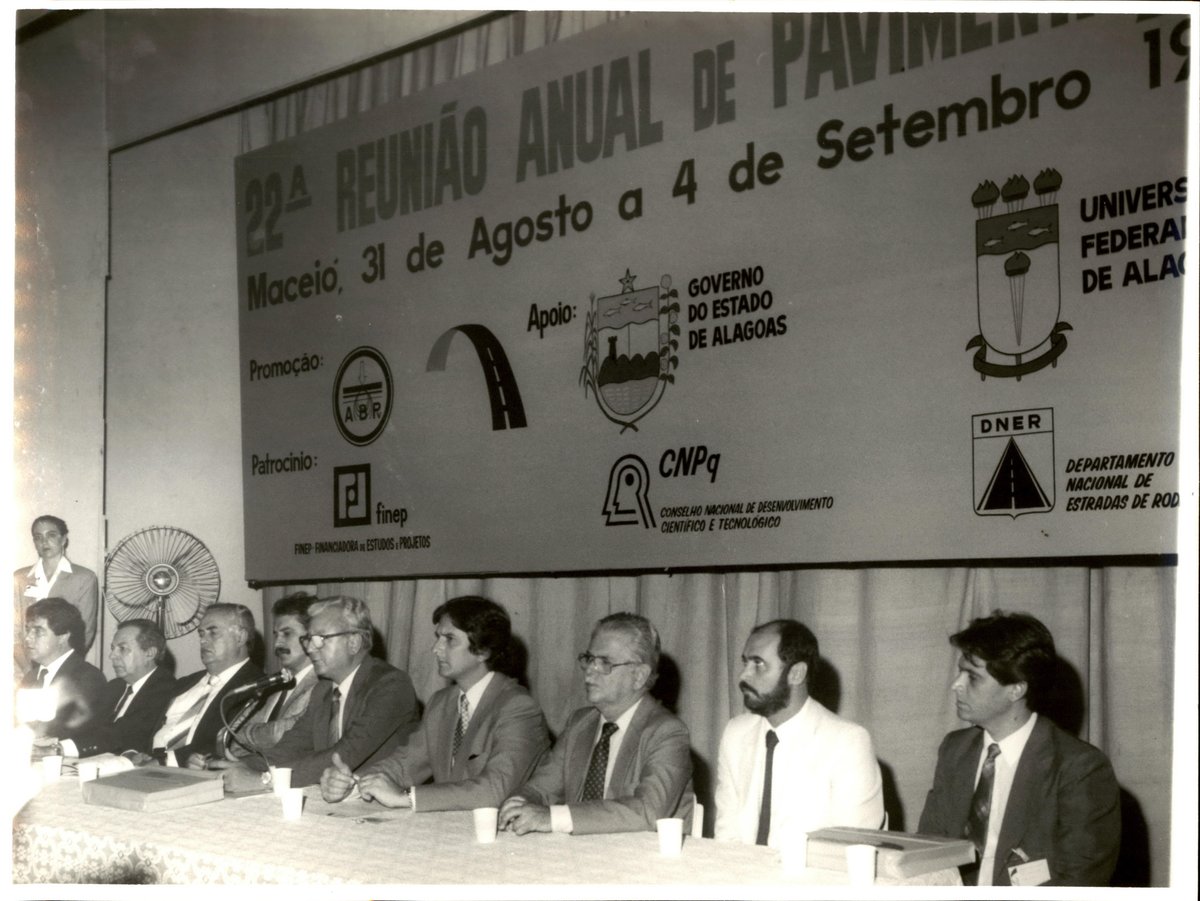 22ª REUNIÃO ANUAL DE PAVIMENT
Maceió, 31 de Agosto a 4 de Setembro 19
Promoção:
ABR
Apoio:
GOVERNO
DO ESTADO
DE ALAGOAS
UNIVERS
FEDERAL
DE ALAG
Patrocínio:
finep
FINEP - FINANCIADORA DE ESTUDOS E PROJETOS
CNPq
CONSELHO NACIONAL DE DESENVOLVIMENTO
CIENTÍFICO E TECNOLÓGICO
DNER
DEPARTAMENTO
NACIONAL DE
ESTRADAS DE ROD